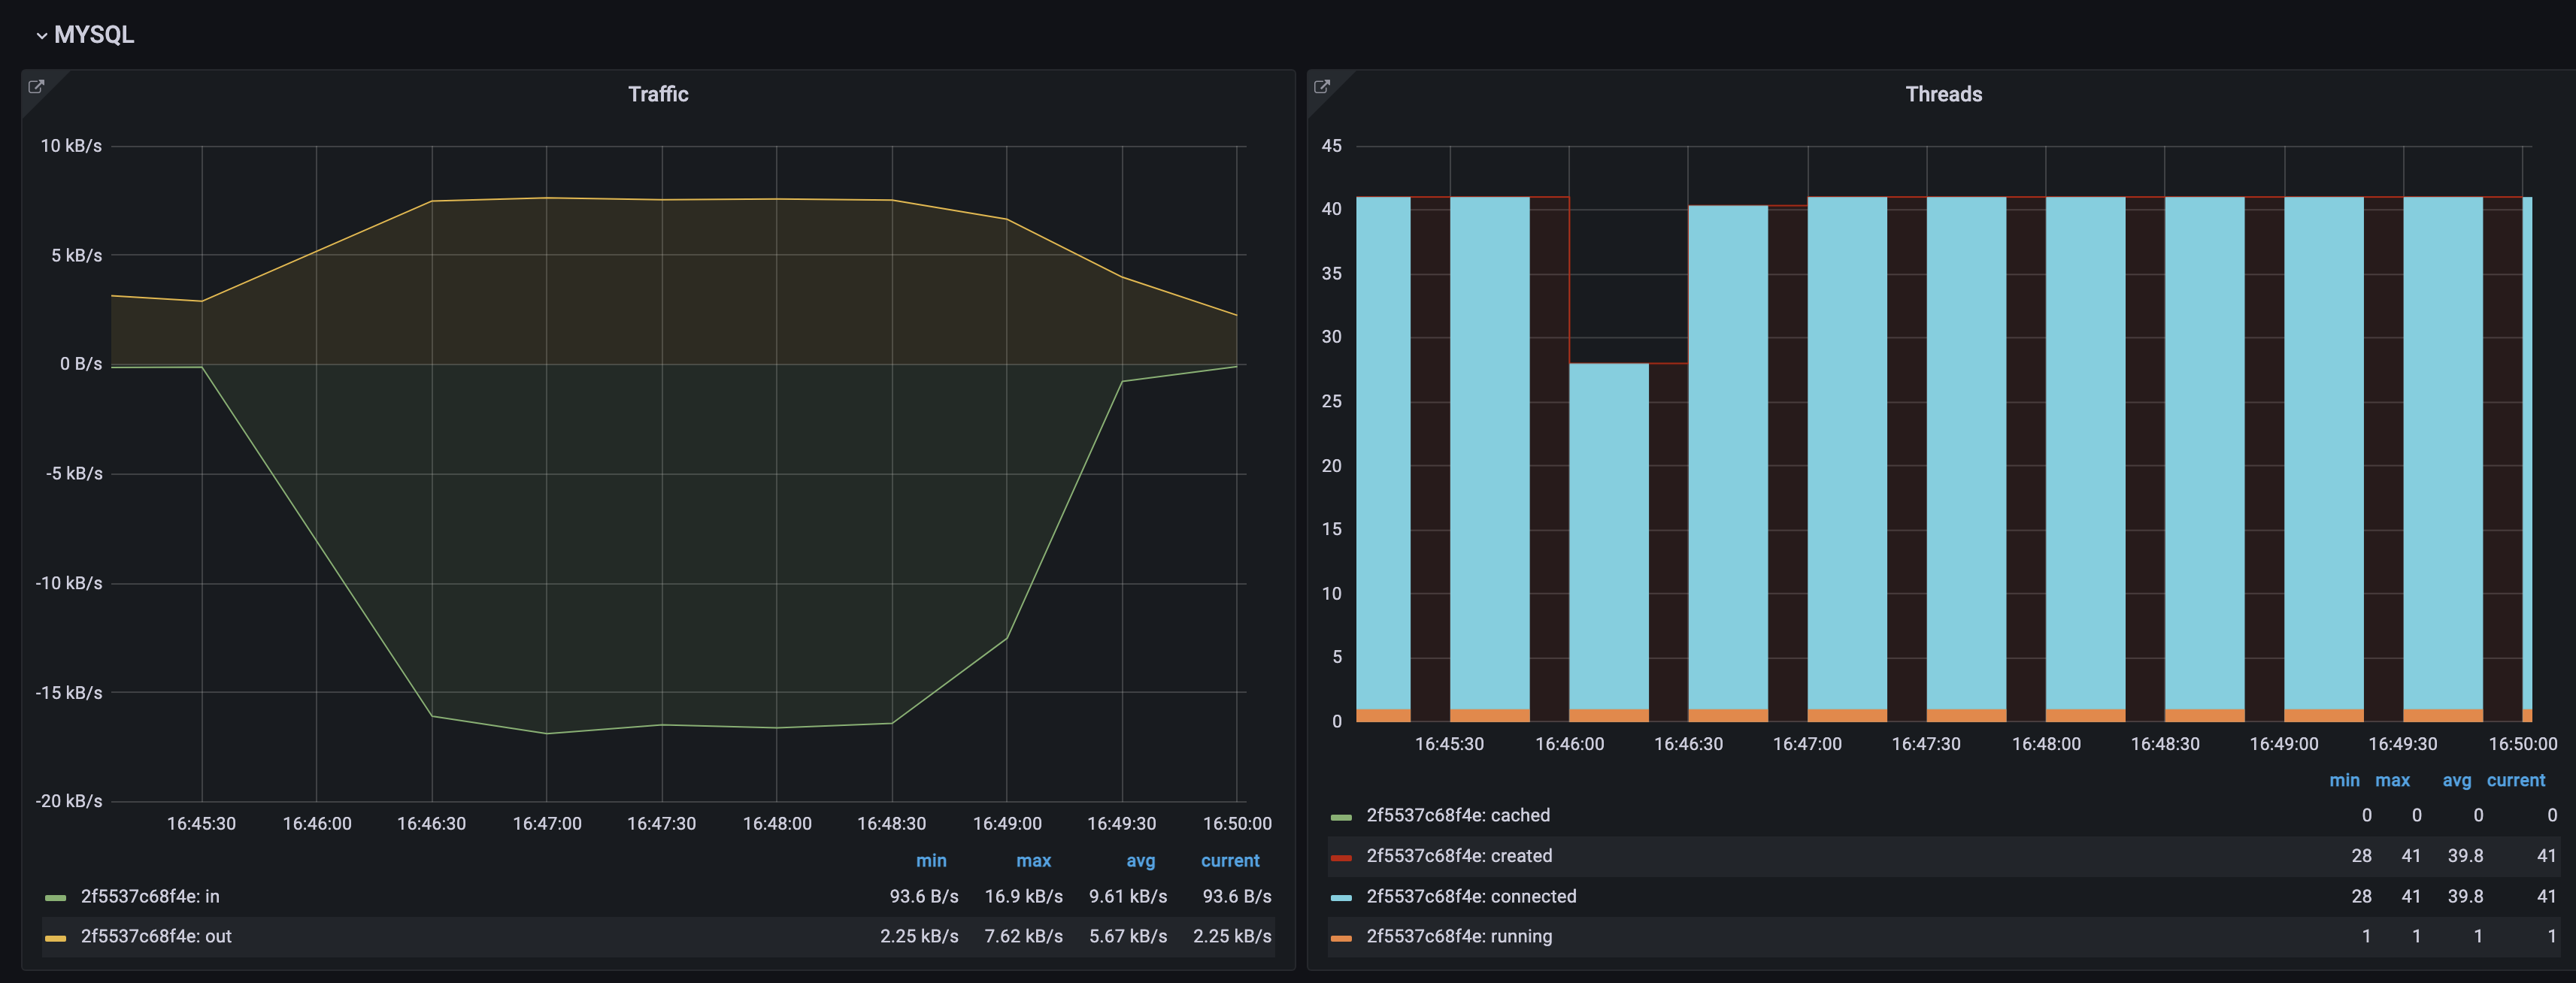 MYSQL
Traffic
10 kB/s
5 kB/s
0 B/s
-5 kB/s
-10 kB/s
-15 kB/s
-20 kB/s
16:45:30 16:46:00 16:46:30 16:47:00 16:47:30 16:48:00 16:48:30 16:49:00 16:49:30 16:50:00
min max avg current
2f5537c68f4e: in 93.6 B/s 16.9 kB/s 9.61 kB/s 93.6 B/s
2f5537c68f4e: out 2.25 kB/s 7.62 kB/s 5.67 kB/s 2.25 kB/s
Threads
45
40
35
30
25
20
15
10
5
0
16:45:30 16:46:00 16:46:30 16:47:00 16:47:30 16:48:00 16:48:30 16:49:00 16:49:30 16:50:00
min max avg current
2f5537c68f4e: cached 0 0 0 0
2f5537c68f4e: created 28 41 39.8 41
2f5537c68f4e: connected 28 41 39.8 41
2f5537c68f4e: running 1 1 1 1